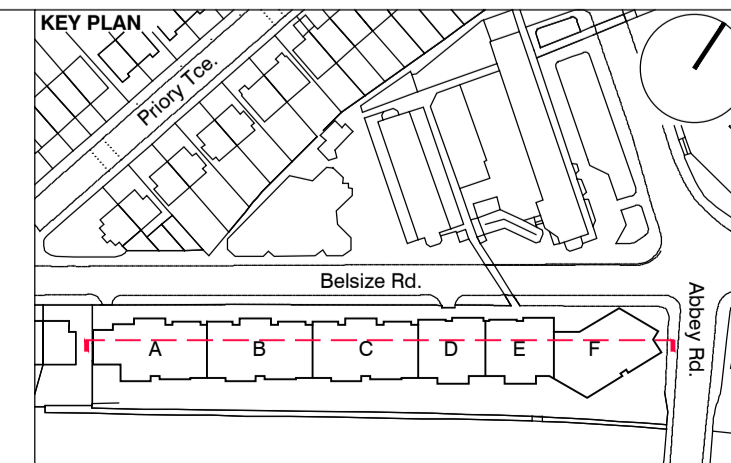 KEY PLAN
Priory Tce.
Belsize Rd.
Abbey Rd.
A B C D E F